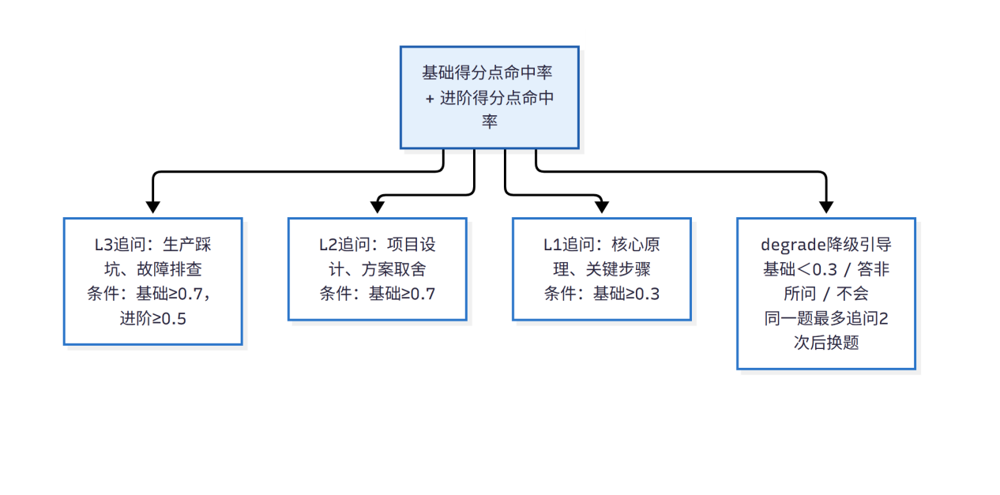 基础得分点命中率
+ 进阶得分点命中
率
L3追问：生产踩
坑、故障排查
条件：基础≥0.7，
进阶≥0.5
L2追问：项目设
计、方案取舍
条件：基础≥0.7
L1追问：核心原
理、关键步骤
条件：基础≥0.3
degrade降级引导
基础＜0.3 / 答非
所问 / 不会
同一题最多追问2
次后换题